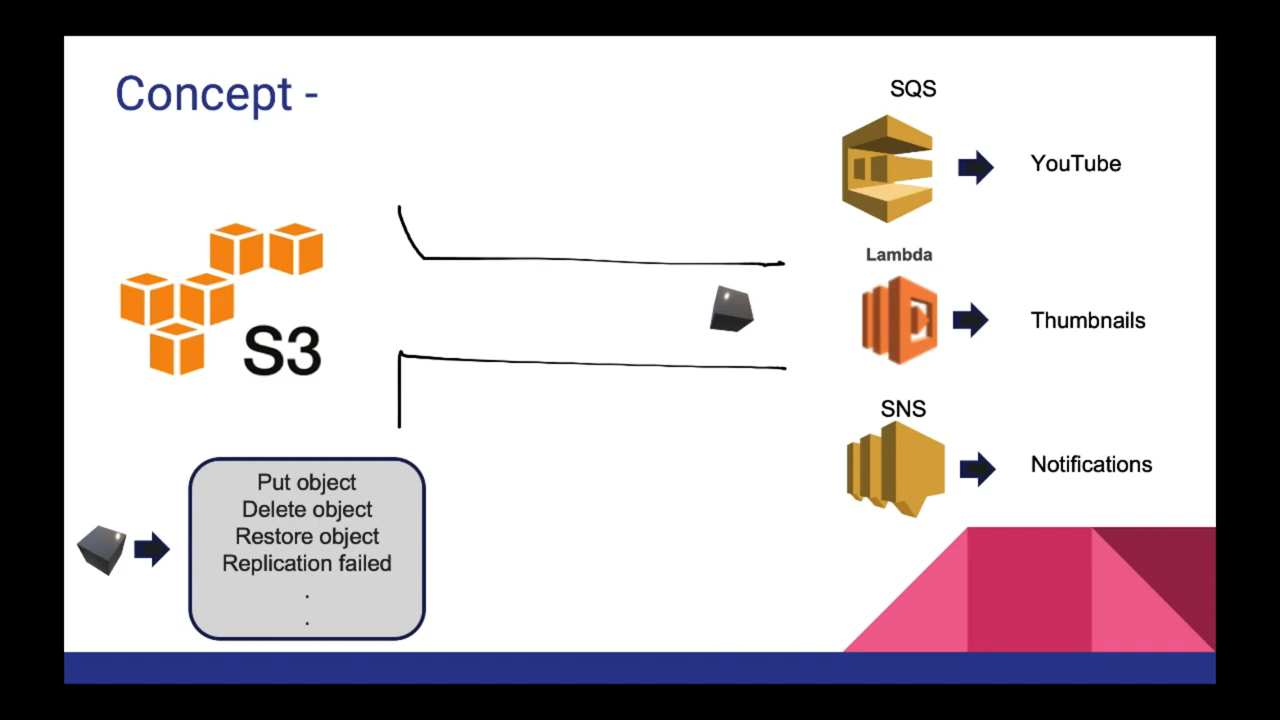 Concept -
SQS
YouTube
Lambda
S3
Thumbnails
SNS
Notifications
Put object
Delete object
Restore object
Replication failed
.
.